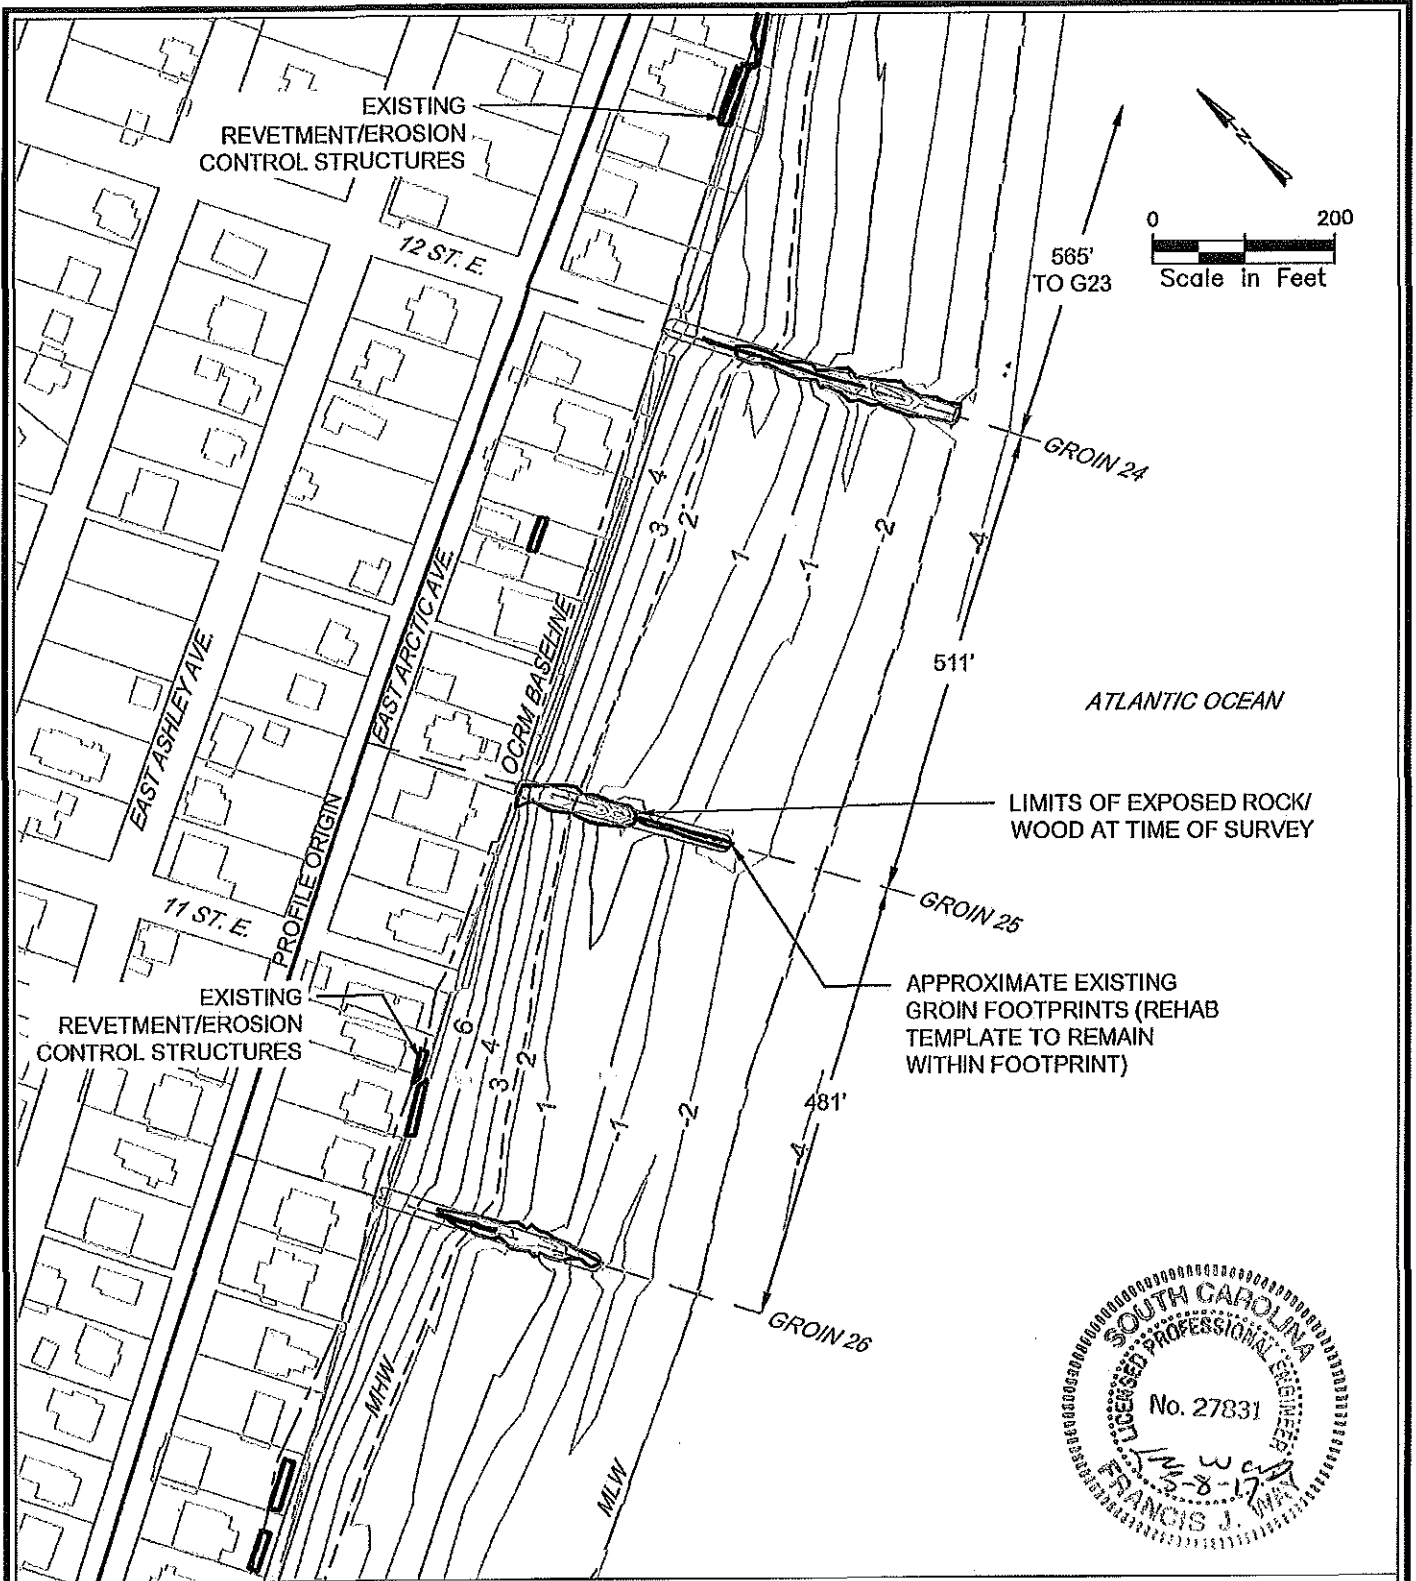 EXISTING
REVETMENT/EROSION
CONTROL STRUCTURES
N
0 200
Scale in Feet
565'
TO G23
12 ST. E.
GROIN 24
4
3
2
1
-1
-2
-4
EAST ARCTIC AVE.
OCRM BASELINE
511'
ATLANTIC OCEAN
EAST ASHLEY AVE.
PROFILE ORIGIN
LIMITS OF EXPOSED ROCK/
WOOD AT TIME OF SURVEY
11 ST. E.
GROIN 25
APPROXIMATE EXISTING
GROIN FOOTPRINTS (REHAB
TEMPLATE TO REMAIN
WITHIN FOOTPRINT)
EXISTING
REVETMENT/EROSION
CONTROL STRUCTURES
6
4
3
2
1
-1
-2
-4
481'
GROIN 26
MHW
MLW
SOUTH CAROLINA
LICENSED PROFESSIONAL ENGINEER
No. 27831
5-8-17
FRANCIS J. WAY